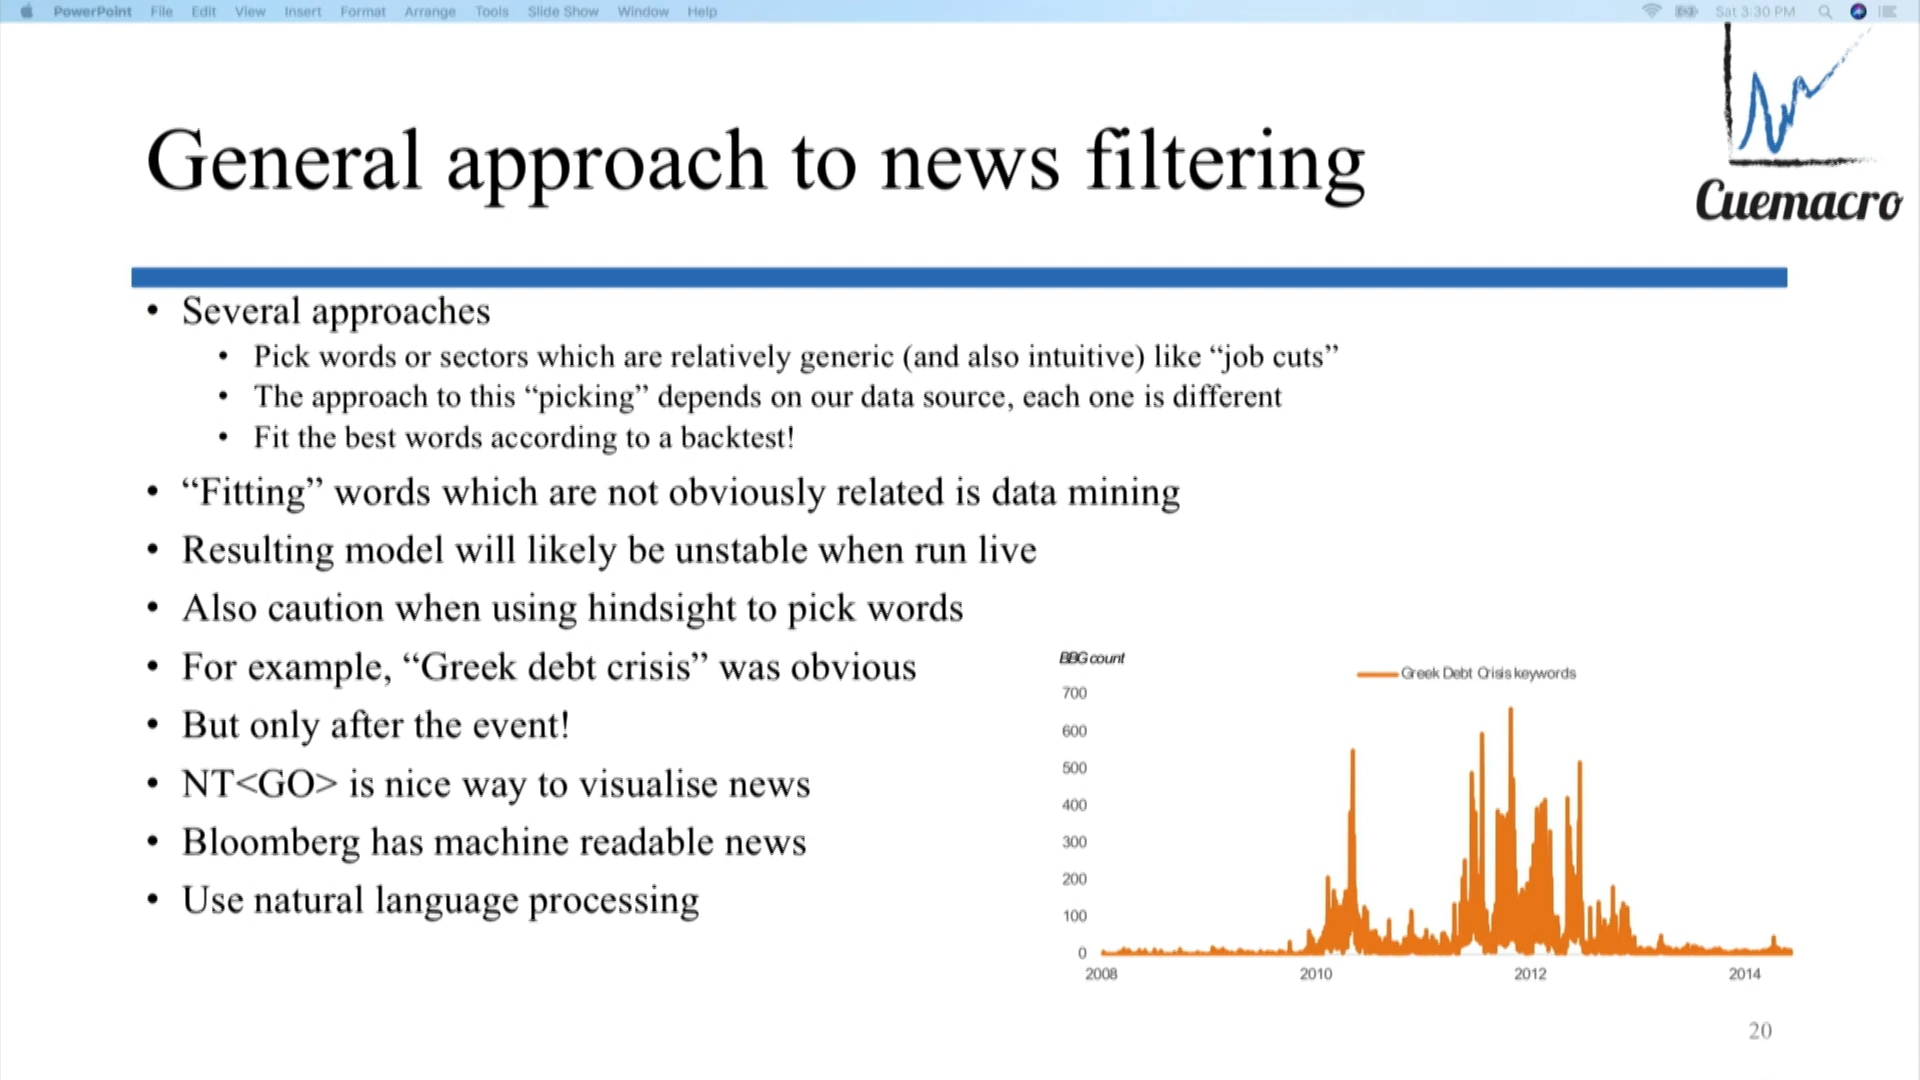 PowerPoint File Edit View Insert Format Arrange Tools Slide Show Window Help Sat 3:30 PM
Cuemacro
General approach to news filtering
• Several approaches
• Pick words or sectors which are relatively generic (and also intuitive) like “job cuts”
• The approach to this “picking” depends on our data source, each one is different
• Fit the best words according to a backtest!
• “Fitting” words which are not obviously related is data mining
• Resulting model will likely be unstable when run live
• Also caution when using hindsight to pick words
• For example, “Greek debt crisis” was obvious
• But only after the event!
• NT<GO> is nice way to visualise news
• Bloomberg has machine readable news
• Use natural language processing
BBG count
Greek Debt Crisis keywords
700
600
500
400
300
200
100
0
2008 2010 2012 2014
20